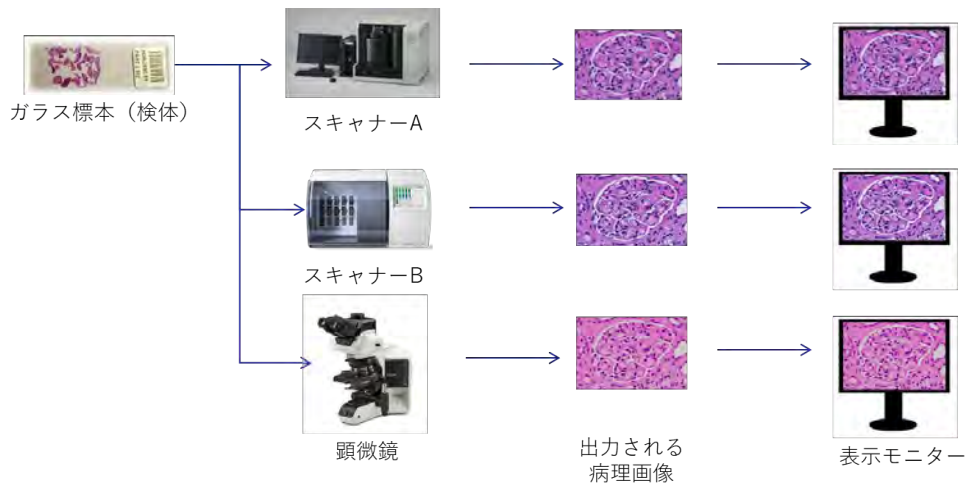 ガラス標本（検体）
スキャナーA
スキャナーB
顕微鏡
出力される
病理画像
表示モニター